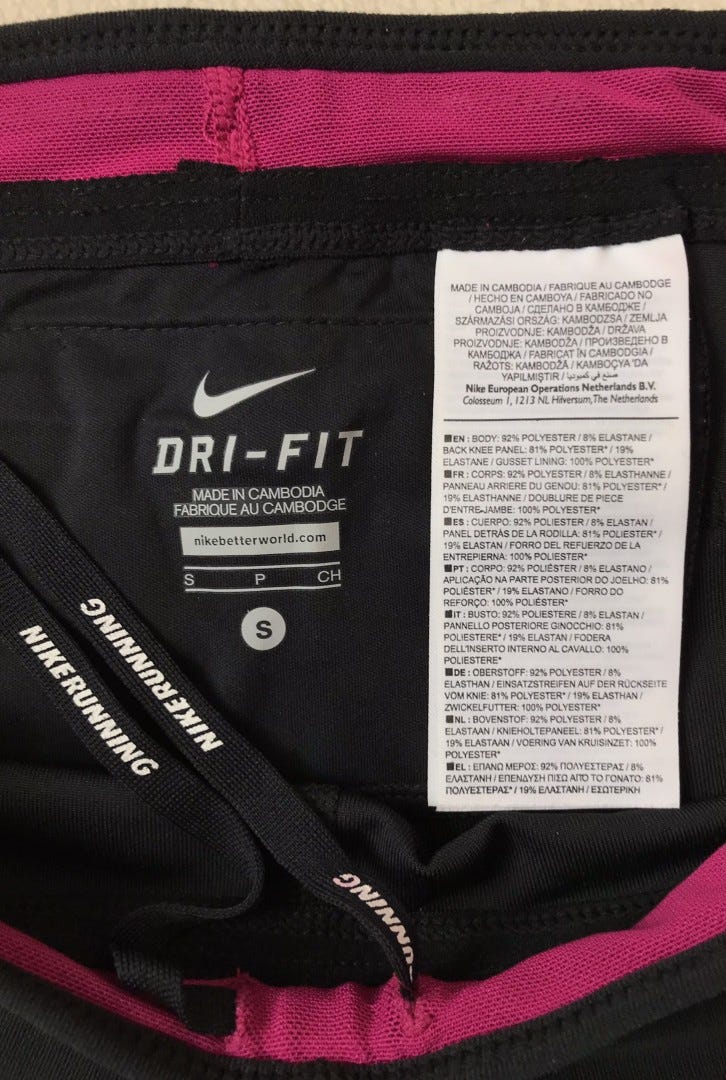 DRI-FIT
MADE IN CAMBODIA
FABRIQUE AU CAMBODGE
nikebetterworld.com
S P CH
S
NIKERUNNING
NIKERUNNING
RUNNING
MADE IN CAMBODIA / FABRIQUE AU CAMBODGE
/ HECHO EN CAMBOYA / FABRICADO NO
CAMBOJA / СДЕЛАНО В КАМБОДЖЕ /
SZÁRMAZÁSI ORSZÁG: KAMBODZSA / ZEMLJA
PROIZVODNJE: KAMBODŽA / DRŽAVA
PROIZVODNJE: KAMBODŽA / ПРОИЗВЕДЕНО В
КАМБОДЖА / FABRICAT ÎN CAMBODGIA /
RAŽOTS: KAMBODŽĀ / KAMBOÇYA 'DA
YAPILMIŞTIR / صنع في كمبوديا
Nike European Operations Netherlands B.V.
Colosseum 1, 1213 NL Hilversum, The Netherlands
EN : BODY: 92% POLYESTER / 8% ELASTANE /
BACK KNEE PANEL: 81% POLYESTER* / 19%
ELASTANE / GUSSET LINING: 100% POLYESTER*
FR : CORPS: 92% POLYESTER / 8% ELASTHANNE /
PANNEAU ARRIERE DU GENOU: 81% POLYESTER* /
19% ELASTHANNE / DOUBLURE DE PIECE
D'ENTRE-JAMBE: 100% POLYESTER*
ES : CUERPO: 92% POLIESTER / 8% ELASTAN /
PANEL DETRÁS DE LA RODILLA: 81% POLIESTER* /
19% ELASTAN / FORRO DEL REFUERZO DE LA
ENTREPIERNA: 100% POLIESTER*
PT : CORPO: 92% POLIÉSTER / 8% ELASTANO /
APLICAÇÃO NA PARTE POSTERIOR DO JOELHO: 81%
POLIÉSTER* / 19% ELASTANO / FORRO DO
REFORÇO: 100% POLIÉSTER*
IT : BUSTO: 92% POLIESTERE / 8% ELASTAN /
PANNELLO POSTERIORE GINOCCHIO: 81%
POLIESTERE* / 19% ELASTAN / FODERA
DELL'INSERTO INTERNO AL CAVALLO: 100%
POLIESTERE*
DE : OBERSTOFF: 92% POLYESTER / 8%
ELASTHAN / EINSATZSTREIFEN AUF DER RÜCKSEITE
VOM KNIE: 81% POLYESTER* / 19% ELASTHAN /
ZWICKELFUTTER: 100% POLYESTER*
NL : BOVENSTOF: 92% POLYESTER / 8%
ELASTAAN / KNIEHOLTEPANEEL: 81% POLYESTER* /
19% ELASTAAN / VOERING VAN KRUISINZET: 100%
POLYESTER*
EL : ΕΠΑΝΩ ΜΕΡΟΣ: 92% ΠΟΛΥΕΣΤΕΡΑΣ / 8%
ΕΛΑΣΤΑΝΗ / ΕΠΕΝΔΥΣΗ ΠΙΣΩ ΑΠΟ ΤΟ ΓΟΝΑΤΟ: 81%
ΠΟΛΥΕΣΤΕΡΑΣ* / 19% ΕΛΑΣΤΑΝΗ / ΕΣΩΤΕΡΙΚΗ